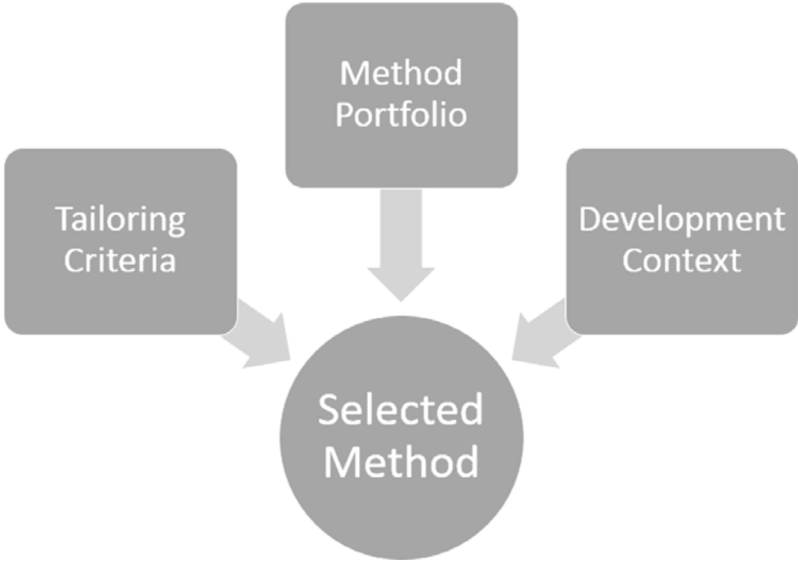 Method
Portfolio
Tailoring
Criteria
Development
Context
Selected
Method